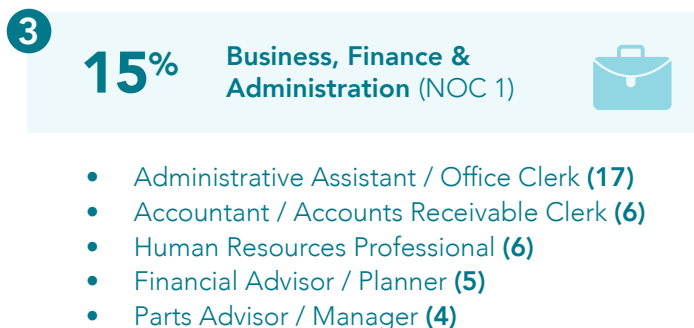 3
15%
Business, Finance &
Administration (NOC 1)
• Administrative Assistant / Office Clerk (17)
• Accountant / Accounts Receivable Clerk (6)
• Human Resources Professional (6)
• Financial Advisor / Planner (5)
• Parts Advisor / Manager (4)